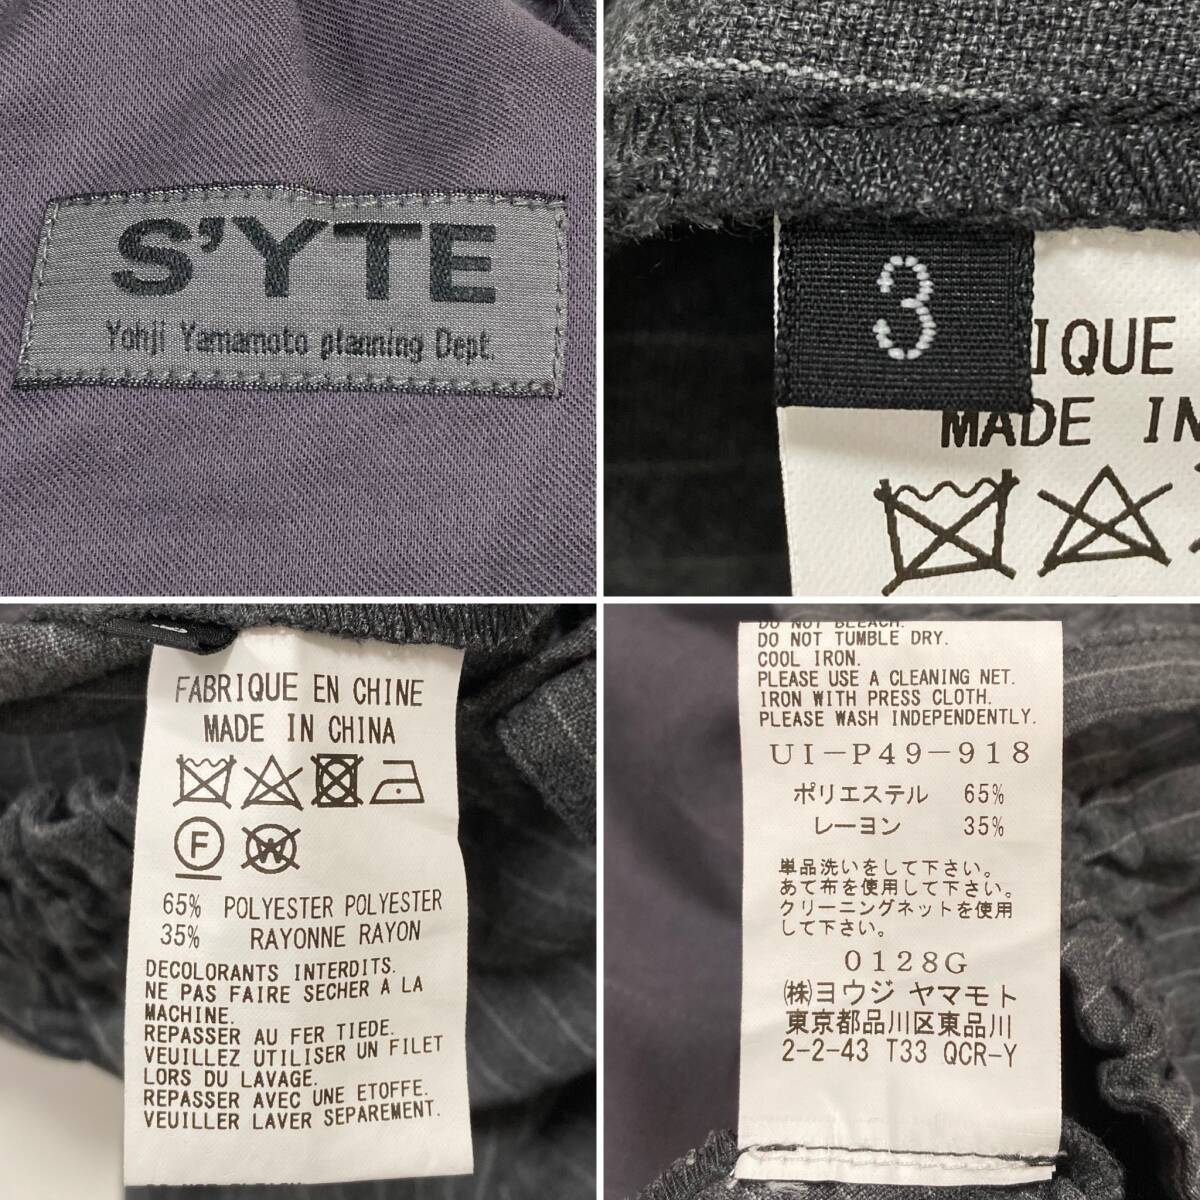 S'YTE
Yohji Yamamoto planning Dept.
3
IQUE
MADE IN
FABRIQUE EN CHINE
MADE IN CHINA
F
W
65% POLYESTER POLYESTER
35% RAYONNE RAYON
DECOLORANTS INTERDITS.
NE PAS FAIRE SECHER A LA
MACHINE.
REPASSER AU FER TIEDE.
VEUILLEZ UTILISER UN FILET
LORS DU LAVAGE.
REPASSER AVEC UNE ETOFFE.
VEUILLER LAVER SEPAREMENT.
DO NOT BLEACH.
DO NOT TUMBLE DRY.
COOL IRON.
PLEASE USE A CLEANING NET.
IRON WITH PRESS CLOTH.
PLEASE WASH INDEPENDENTLY.
UI-P49-918
ポリエステル 65%
レーヨン 35%
単品洗いをして下さい。
あて布を使用して下さい。
クリーニングネットを使用
して下さい。
0128G
㈱ヨウジ ヤマモト
東京都品川区東品川
2-2-43 T33 QCR-Y